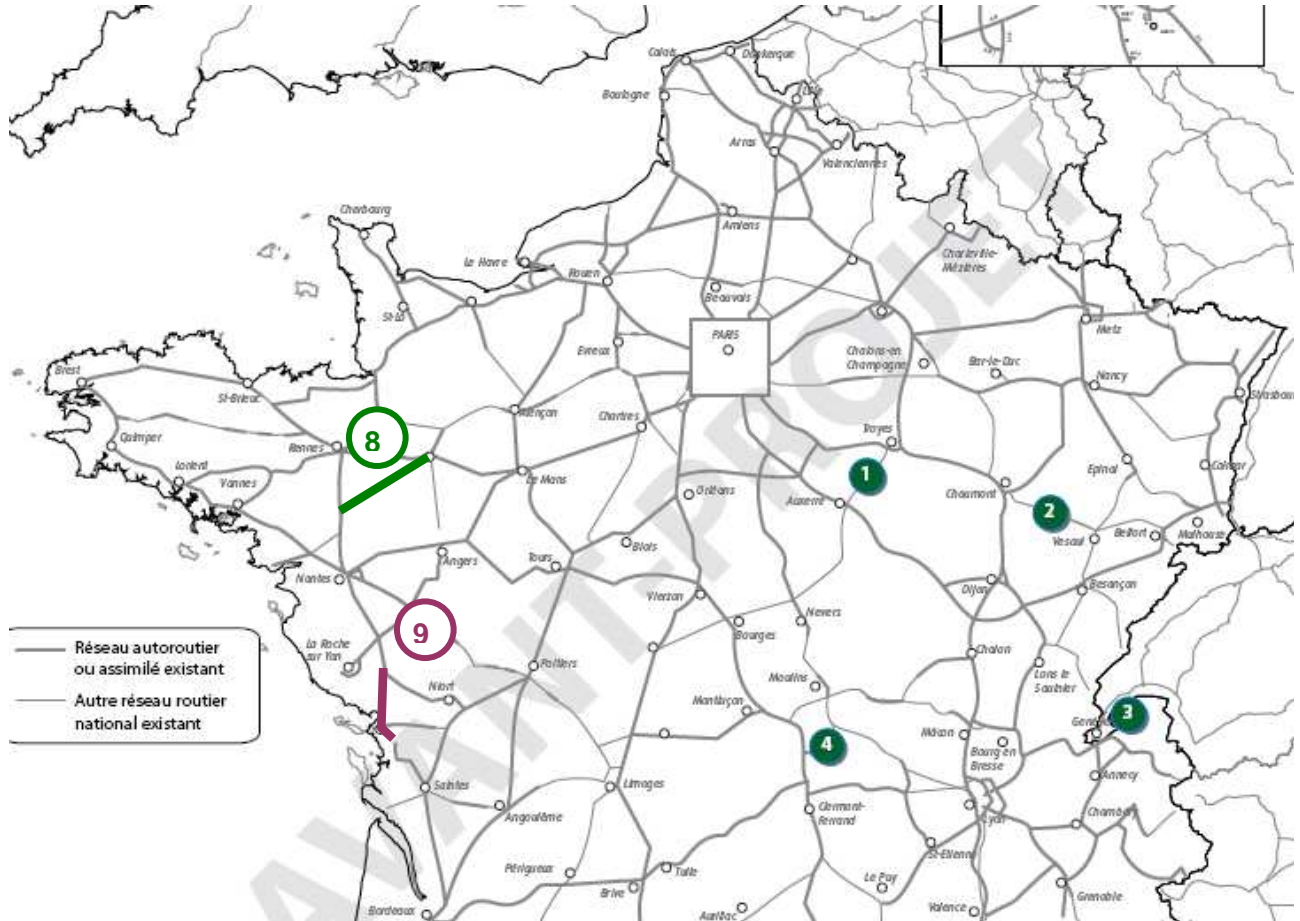 Calais
Dunkerque
Boulogne
Lille
Arras
Valenciennes
Cherbourg
Amiens
Charleville-
Mézières
Le Havre
Rouen
Beauvais
St-Lô
PARIS
Metz
Evreux
Chalons-en
Champagne
Bar-le-Duc
Brest
Nancy
St-Brieuc
Strasbourg
Alençon
Chartres
Troyes
8
Quimper
Rennes
Lorient
Le Mans
Epinal
Colmar
1
Vannes
Orléans
Auxerre
Chaumont
2
Vesoul
Belfort
Mulhouse
Blois
Angers
Tours
Nantes
Dijon
Besançon
Vierzon
Nevers
Bourges
9
La Roche
sur Yon
Chalon
Poitiers
Lons le
Saulnier
Niort
Moulins
Montluçon
Genève
3
4
Mâcon
Bourg en
Bresse
Annecy
Saintes
Limoges
Clermont-
Ferrand
Lyon
Chambéry
Angoulême
St-Etienne
Périgueux
Tulle
Le Puy
Brive
Grenoble
Bordeaux
Aurillac
Valence
Réseau autoroutier
ou assimilé existant
Autre réseau routier
national existant
AVANT-PROJET